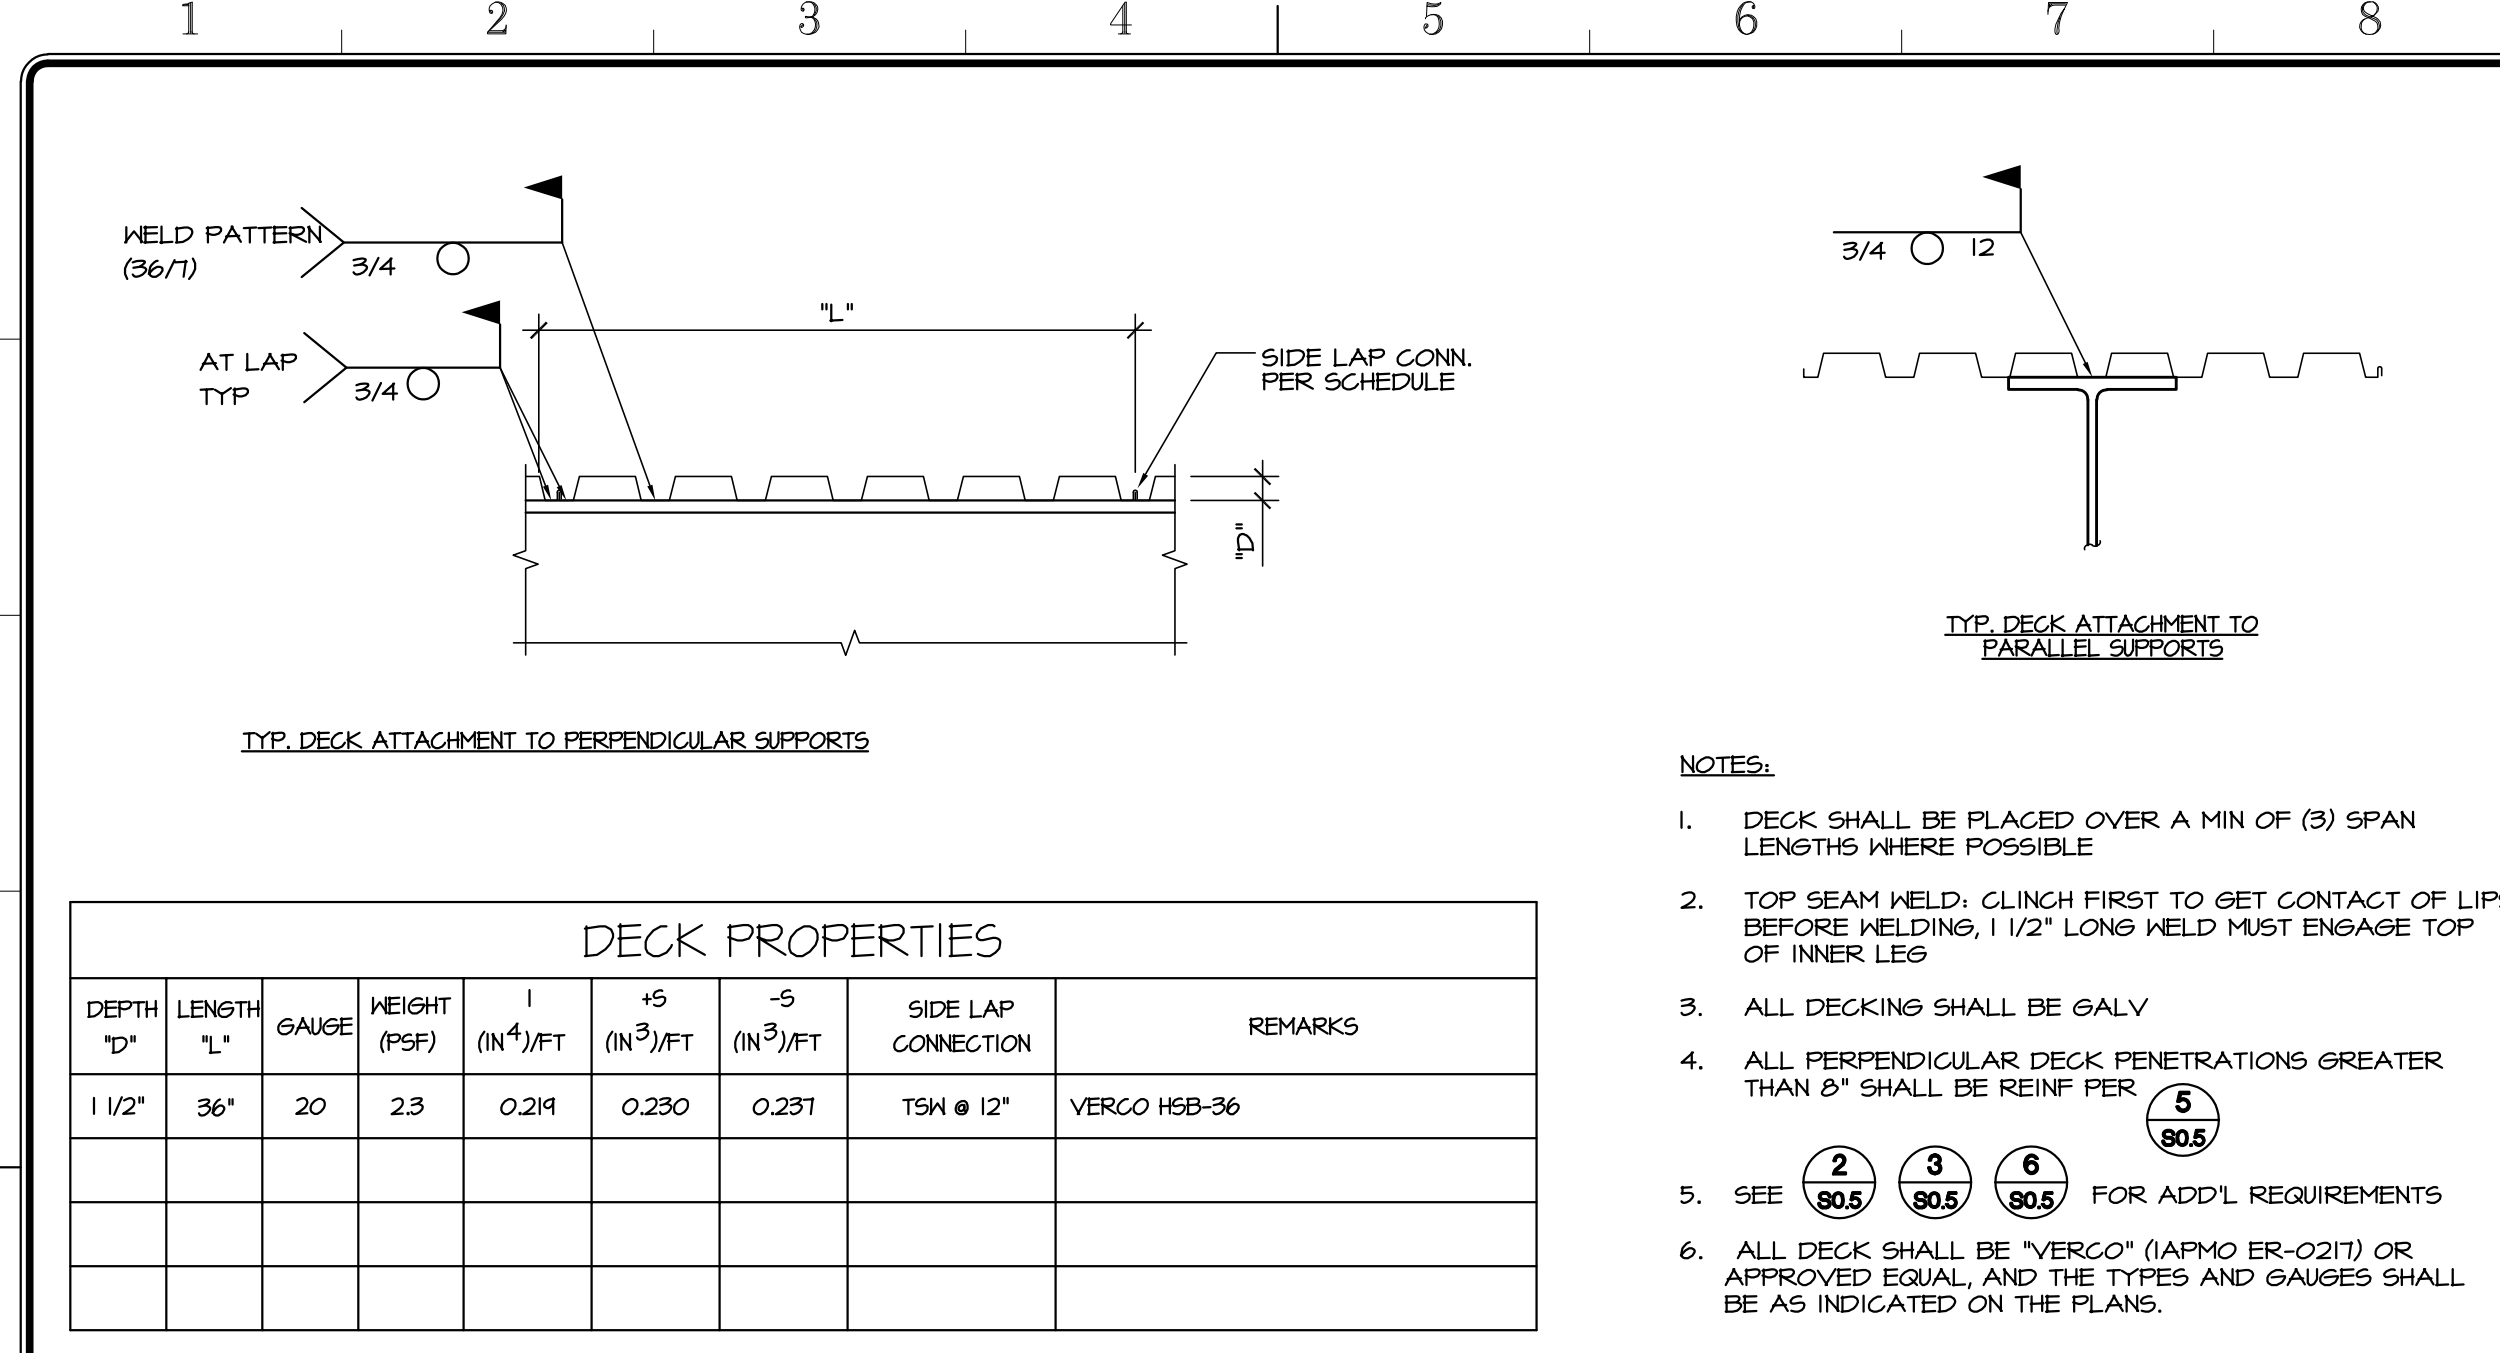 1 2 3 4 5 6 7 8
WELD PATTERN
(36/7)
3/4
AT LAP
TYP
3/4
"L"
SIDE LAP CONN.
PER SCHEDULE
"D"
TYP. DECK ATTACHMENT TO PERPENDICULAR SUPPORTS
3/4 12
TYP. DECK ATTACHMENT TO
PARALLEL SUPPORTS
DECK PROPERTIES
DEPTH "D" LENGTH "L" GAUGE WEIGHT (PSF) I (IN4)/FT +S (IN3)/FT -S (IN3)/FT SIDE LAP CONNECTION REMARKS
1 1/2" 36" 20 2.3 0.219 0.230 0.237 TSW @ 12" VERCO HSB-36
NOTES:
1. DECK SHALL BE PLACED OVER A MIN OF (3) SPAN
LENGTHS WHERE POSSIBLE
2. TOP SEAM WELD: CLINCH FIRST TO GET CONTACT OF LIPS
BEFORE WELDING, 1 1/2" LONG WELD MUST ENGAGE TOP
OF INNER LEG
3. ALL DECKING SHALL BE GALV
4. ALL PERPENDICULAR DECK PENETRATIONS GREATER
THAN 8" SHALL BE REINF PER
5
S0.5
5. SEE 2 S0.5 3 S0.5 6 S0.5 FOR ADD'L REQUIREMENTS
6. ALL DECK SHALL BE "VERCO" (IAPMO ER-0217) OR
APPROVED EQUAL, AND THE TYPES AND GAUGES SHALL
BE AS INDICATED ON THE PLANS.